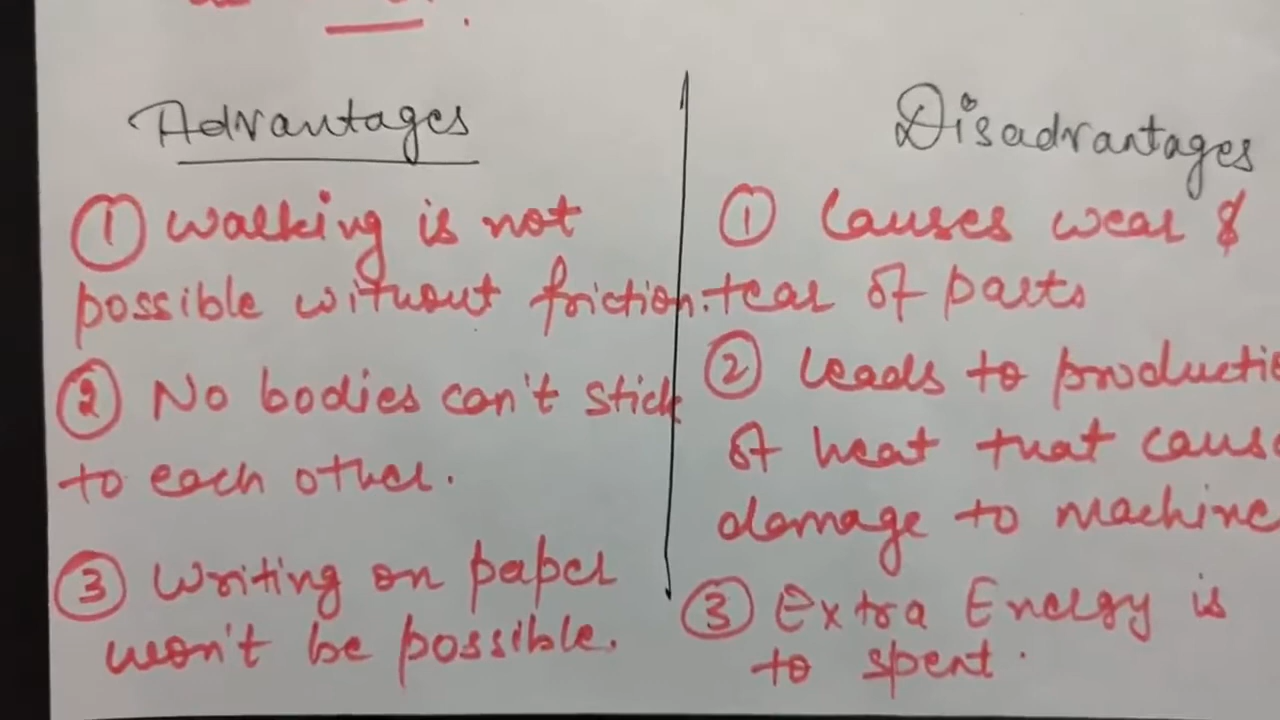 Advantages
① Walking is not
possible without friction.
② No bodies can't stick
to each other.
③ Writing on paper
won't be possible.
Disadvantages
① Causes wear &
tear of parts
② Leads to producti
of heat that cause
damage to machine
③ Extra Energy is
to spent.